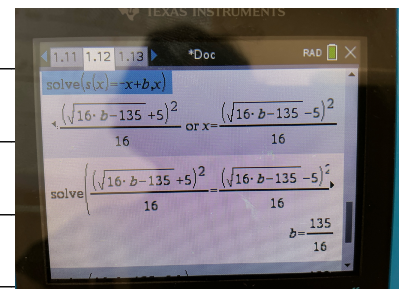 TEXAS INSTRUMENTS
1.11 1.12 1.13 *Doc RAD
solve(s(x)=-x+b,x)
(√(16·b-135)+5)²/16 or x=(√(16·b-135)-5)²/16
solve((√(16·b-135)+5)²/16=(√(16·b-135)-5)²/16
b=135/16